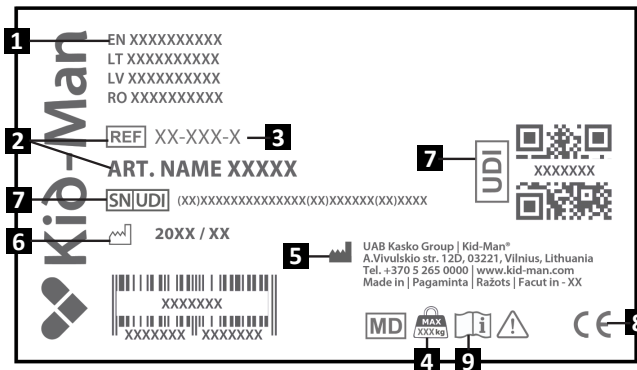 1
EN XXXXXXXXXX
LT XXXXXXXXXX
LV XXXXXXXXXX
RO XXXXXXXXXX
Kid-Man
2
REF XX-XXX-X
3
ART. NAME XXXXX
7
SN UDI (XX)XXXXXXXXXXXXXX(XX)XXXXXX(XX)XXXX
7
UDI
XXXXXXX
6
20XX / XX
5
UAB Kasko Group | Kid-Man®
A.Vivulskio str. 12D, 03221, Vilnius, Lithuania
Tel. +370 5 265 0000 | www.kid-man.com
Made in | Pagaminta | Ražots | Facut in - XX
XXXXXXX
XXXXXXX XXXXXXX
MD
MAX
XXX kg
i
CE
8
4
9